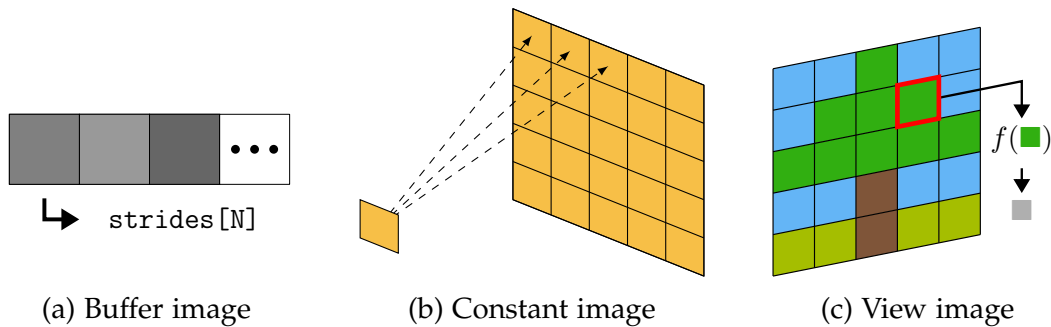 f(■)
strides[N]
(a) Buffer image
(b) Constant image
(c) View image